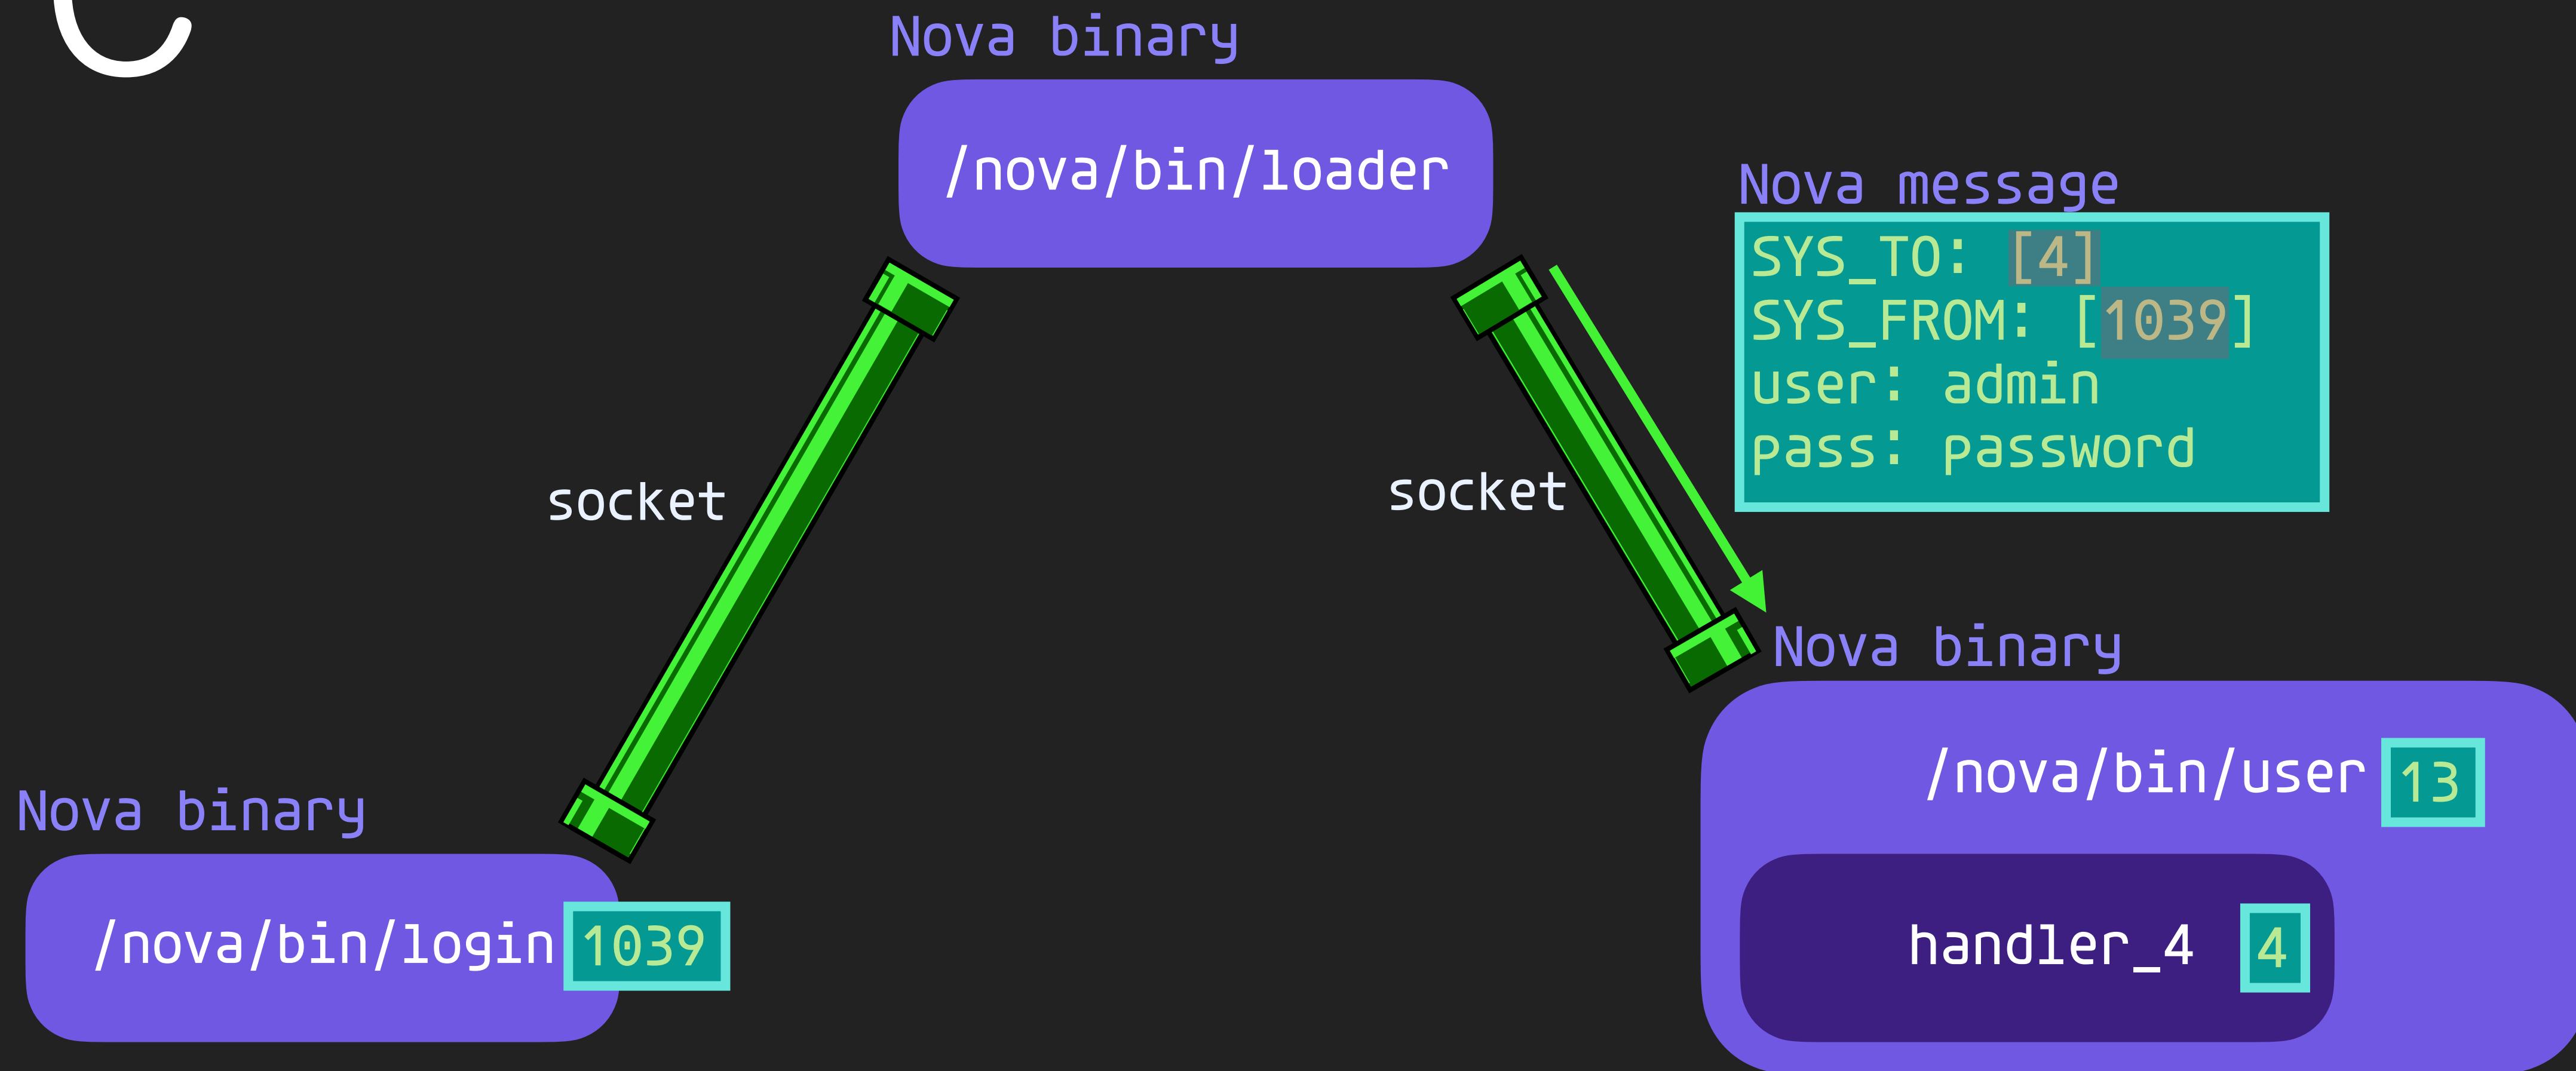 Nova binary
/nova/bin/loader
Nova message
SYS_TO: [4]
SYS_FROM: [1039]
user: admin
pass: password
socket
socket
Nova binary
/nova/bin/user 13
handler_4 4
Nova binary
/nova/bin/login 1039